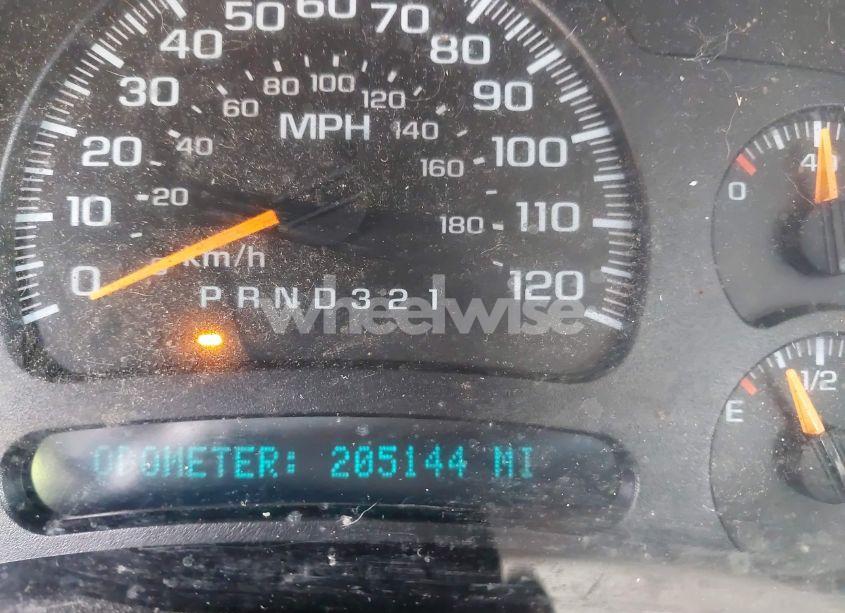 50 60 70
40 80
30 60 80 100 120 90
MPH 140
20 40 160 100
10 20 180 110
0 km/h 120
P R N D 3 2 1
wheelwise
0 40
E 1/2
ODOMETER: 205144 MI